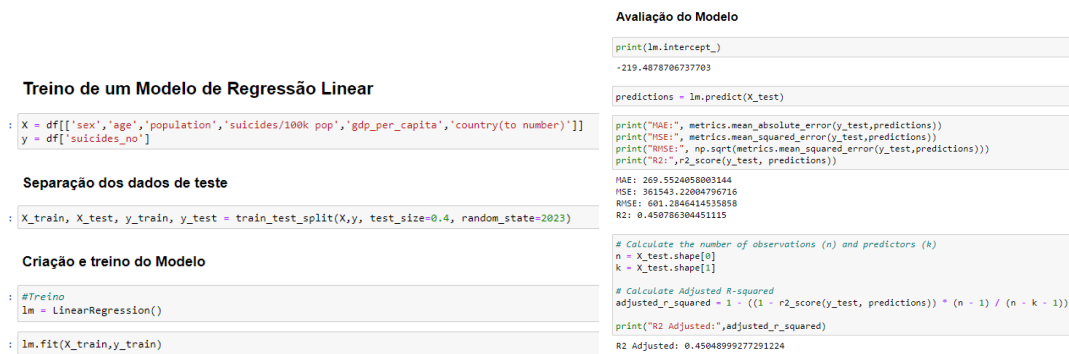 Treino de um Modelo de Regressão Linear
: X = df[['sex','age','population','suicides/100k pop','gdp_per_capita','country(to number)']]
y = df['suicides_no']
Separação dos dados de teste
: X_train, X_test, y_train, y_test = train_test_split(X,y, test_size=0.4, random_state=2023)
Criação e treino do Modelo
: #Treino
lm = LinearRegression()
: lm.fit(X_train,y_train)
Avaliação do Modelo
print(lm.intercept_)
-219.4878706737703
predictions = lm.predict(X_test)
print("MAE:", metrics.mean_absolute_error(y_test,predictions))
print("MSE:", metrics.mean_squared_error(y_test,predictions))
print("RMSE:", np.sqrt(metrics.mean_squared_error(y_test,predictions)))
print("R2:",r2_score(y_test, predictions))
MAE: 269.5524058003144
MSE: 361543.22004796716
RMSE: 601.2846414535858
R2: 0.450786304451115
# Calculate the number of observations (n) and predictors (k)
n = X_test.shape[0]
k = X_test.shape[1]
# Calculate Adjusted R-squared
adjusted_r_squared = 1 - ((1 - r2_score(y_test, predictions)) * (n - 1) / (n - k - 1))
print("R2 Adjusted:",adjusted_r_squared)
R2 Adjusted: 0.45048999277291224